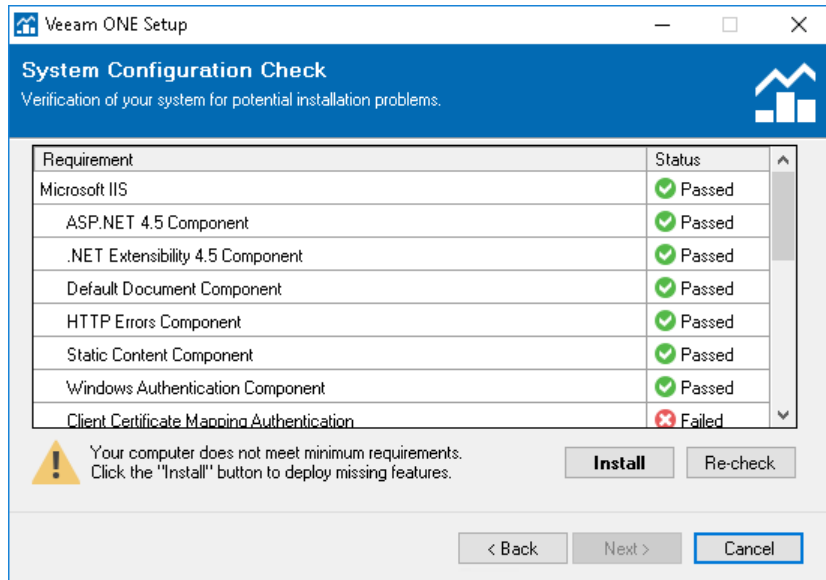 Veeam ONE Setup
System Configuration Check
Verification of your system for potential installation problems.
Requirement Status
Microsoft IIS Passed
ASP.NET 4.5 Component Passed
.NET Extensibility 4.5 Component Passed
Default Document Component Passed
HTTP Errors Component Passed
Static Content Component Passed
Windows Authentication Component Passed
Client Certificate Mapping Authentication Failed
Your computer does not meet minimum requirements.
Click the "Install" button to deploy missing features.
Install Re-check
< Back Next > Cancel